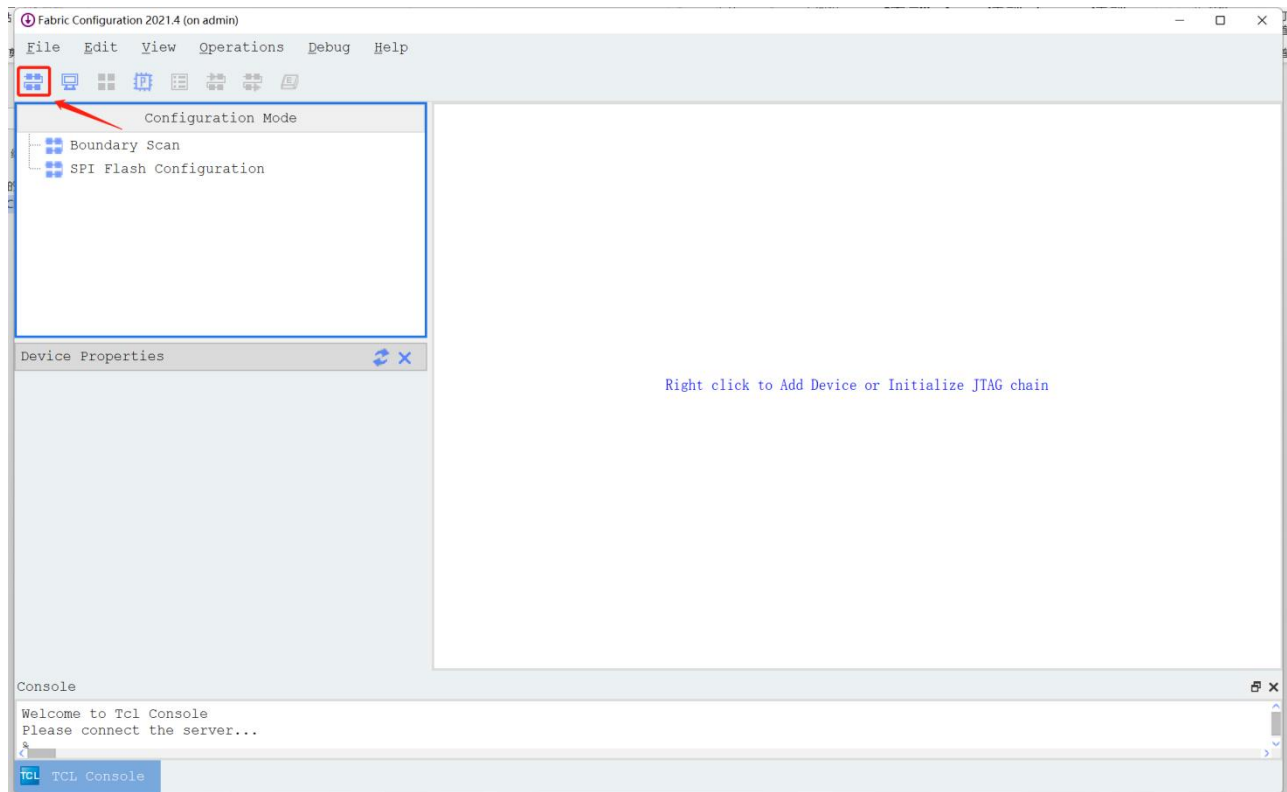 Fabric Configuration 2021.4 (on admin)
File Edit View Operations Debug Help
Configuration Mode
Boundary Scan
SPI Flash Configuration
Device Properties
Right click to Add Device or Initialize JTAG chain
Console
Welcome to Tcl Console
Please connect the server...
%
TCL TCL Console